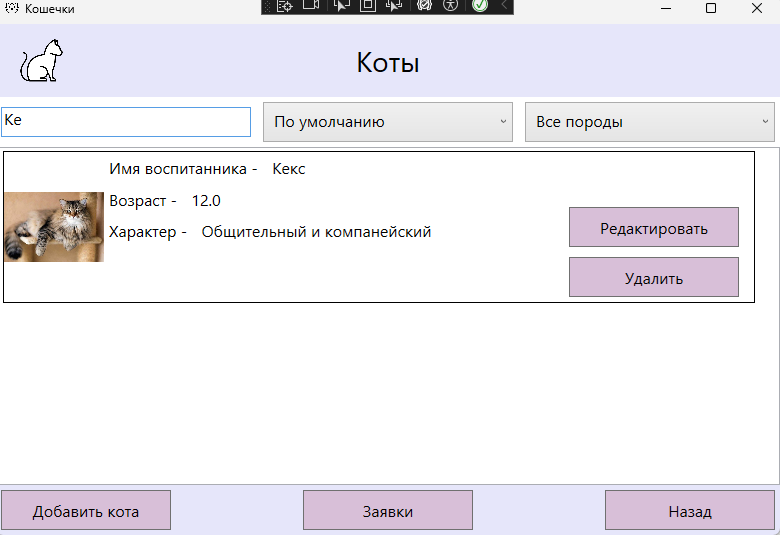 Кошечки
Коты
Ке
По умолчанию
Все породы
Имя воспитанника - Кекс
Возраст - 12.0
Характер - Общительный и компанейский
Редактировать
Удалить
Добавить кота
Заявки
Назад